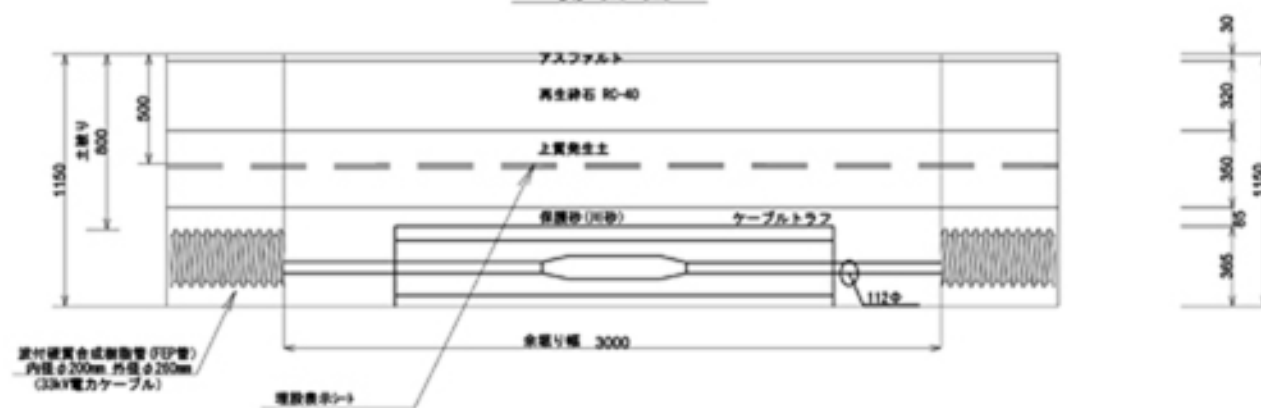 アスファルト
30
再生砕石 RC-40
320
500
土被り
800
1150
上質発生土
350
1150
保護砂(川砂)
ケーブルトラフ
85
365
112Φ
余堀り幅 3000
波付硬質合成樹脂管(FEP管)
内径φ200mm 外径φ260mm
(33kV電力ケーブル)
埋設表示シート